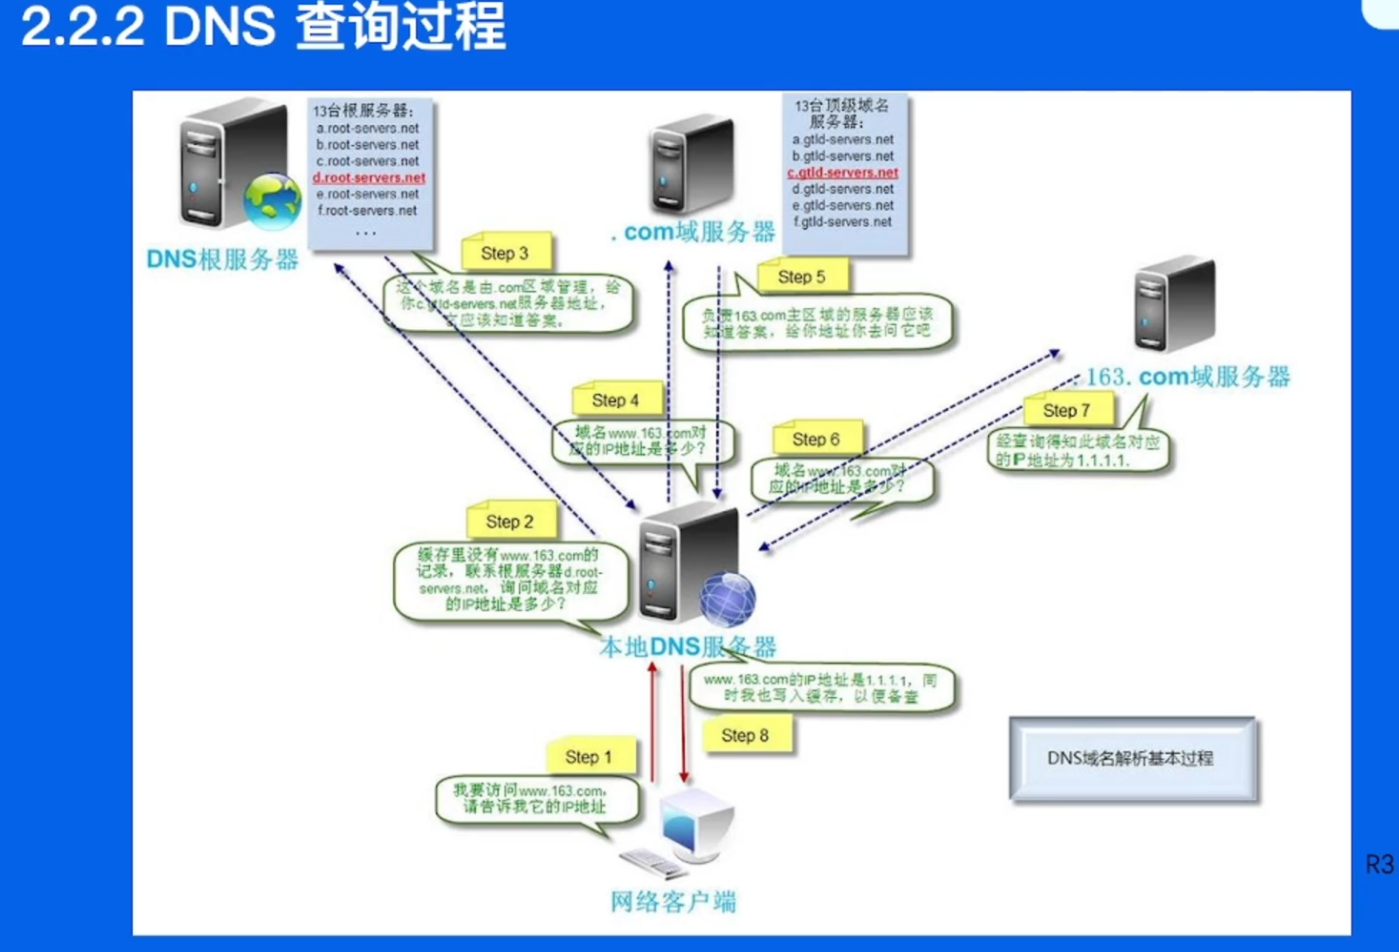 2.2.2 DNS 查询过程
13台根服务器:
a.root-servers.net
b.root-servers.net
c.root-servers.net
d.root-servers.net
e.root-servers.net
f.root-servers.net
...
DNS根服务器
13台顶级域名
服务器:
a.gtld-servers.net
b.gtld-servers.net
c.gtld-servers.net
d.gtld-servers.net
e.gtld-servers.net
f.gtld-servers.net
.com域服务器
Step 3
这个域名是由.com区域管理，给
你c.gtld-servers.net服务器地址，
它应该知道答案。
Step 5
负责163.com主区域的服务器应该
知道答案，给你地址你去问它吧
.163.com域服务器
Step 4
域名www.163.com对
应的IP地址是多少？
Step 6
域名www.163.com对
应的IP地址是多少？
Step 7
经查询得知此域名对应
的IP地址为1.1.1.1.
Step 2
缓存里没有www.163.com的
记录，联系根服务器d.root-
servers.net，询问域名对应
的IP地址是多少？
本地DNS服务器
www.163.com的IP地址是1.1.1.1，同
时我也写入缓存，以便备查
Step 8
Step 1
我要访问www.163.com，
请告诉我它的IP地址
网络客户端
DNS域名解析基本过程
R3